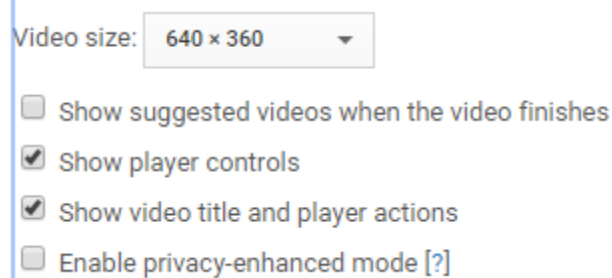 Video size: 640 × 360
Show suggested videos when the video finishes
Show player controls
Show video title and player actions
Enable privacy-enhanced mode [?]